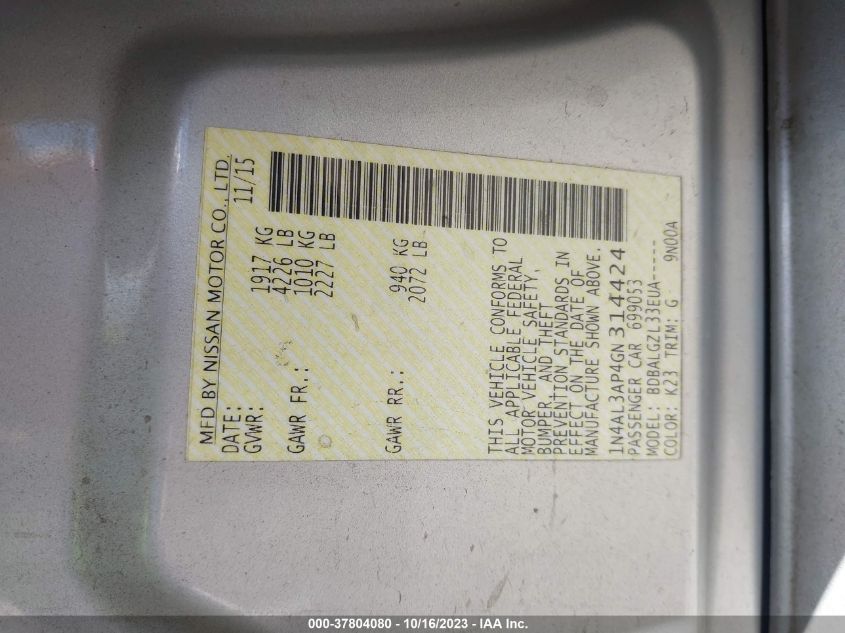 MFD BY NISSAN MOTOR CO., LTD.
DATE: 11/15
GVWR: 1917 KG
4226 LB
GAWR FR.: 1010 KG
2227 LB
GAWR RR.: 940 KG
2072 LB
THIS VEHICLE CONFORMS TO
ALL APPLICABLE FEDERAL
MOTOR VEHICLE SAFETY,
BUMPER, AND THEFT
PREVENTION STANDARDS IN
EFFECT ON THE DATE OF
MANUFACTURE SHOWN ABOVE.
1N4AL3AP4GN314424
PASSENGER CAR 699053
MODEL: BDBALGZL33EUA-----
COLOR: K23 TRIM: G 9N00A
000-37804080 - 10/16/2023 - IAA Inc.